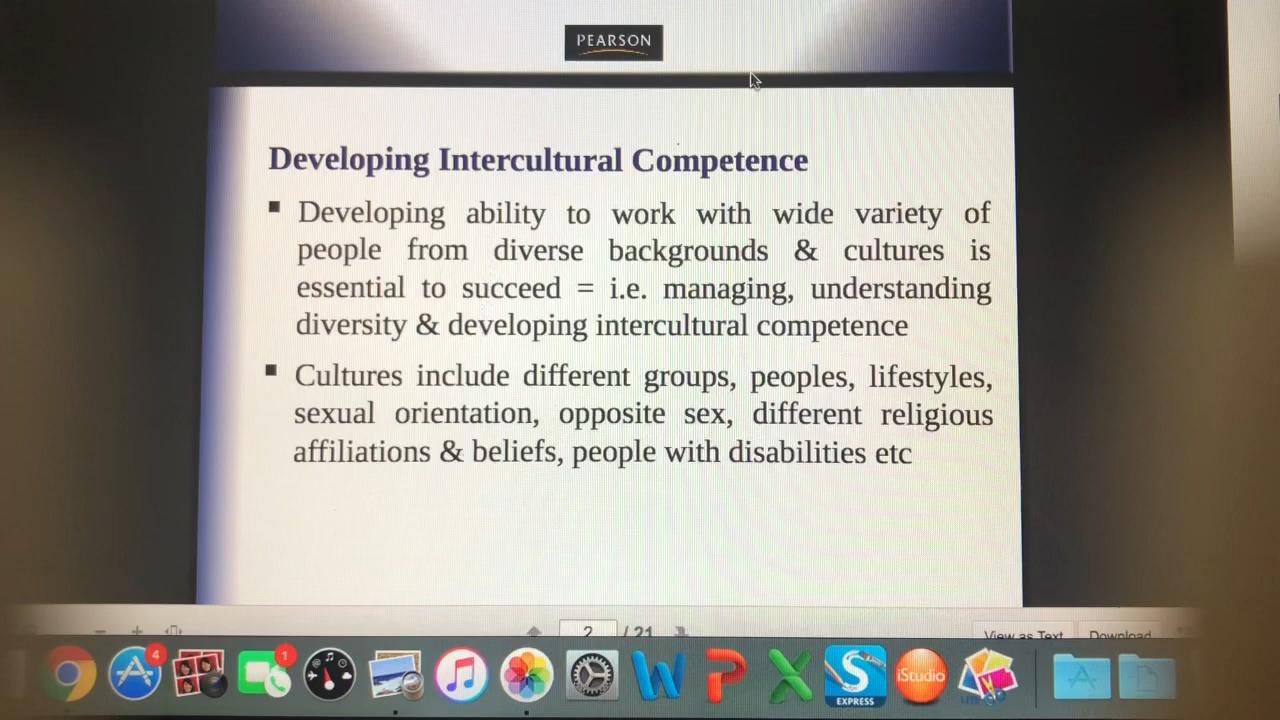 PEARSON
Developing Intercultural Competence
▪ Developing ability to work with wide variety of
people from diverse backgrounds & cultures is
essential to succeed = i.e. managing, understanding
diversity & developing intercultural competence
▪ Cultures include different groups, peoples, lifestyles,
sexual orientation, opposite sex, different religious
affiliations & beliefs, people with disabilities etc
2 / 21 View as Text Download
4
1
S
EXPRESS
iStudio